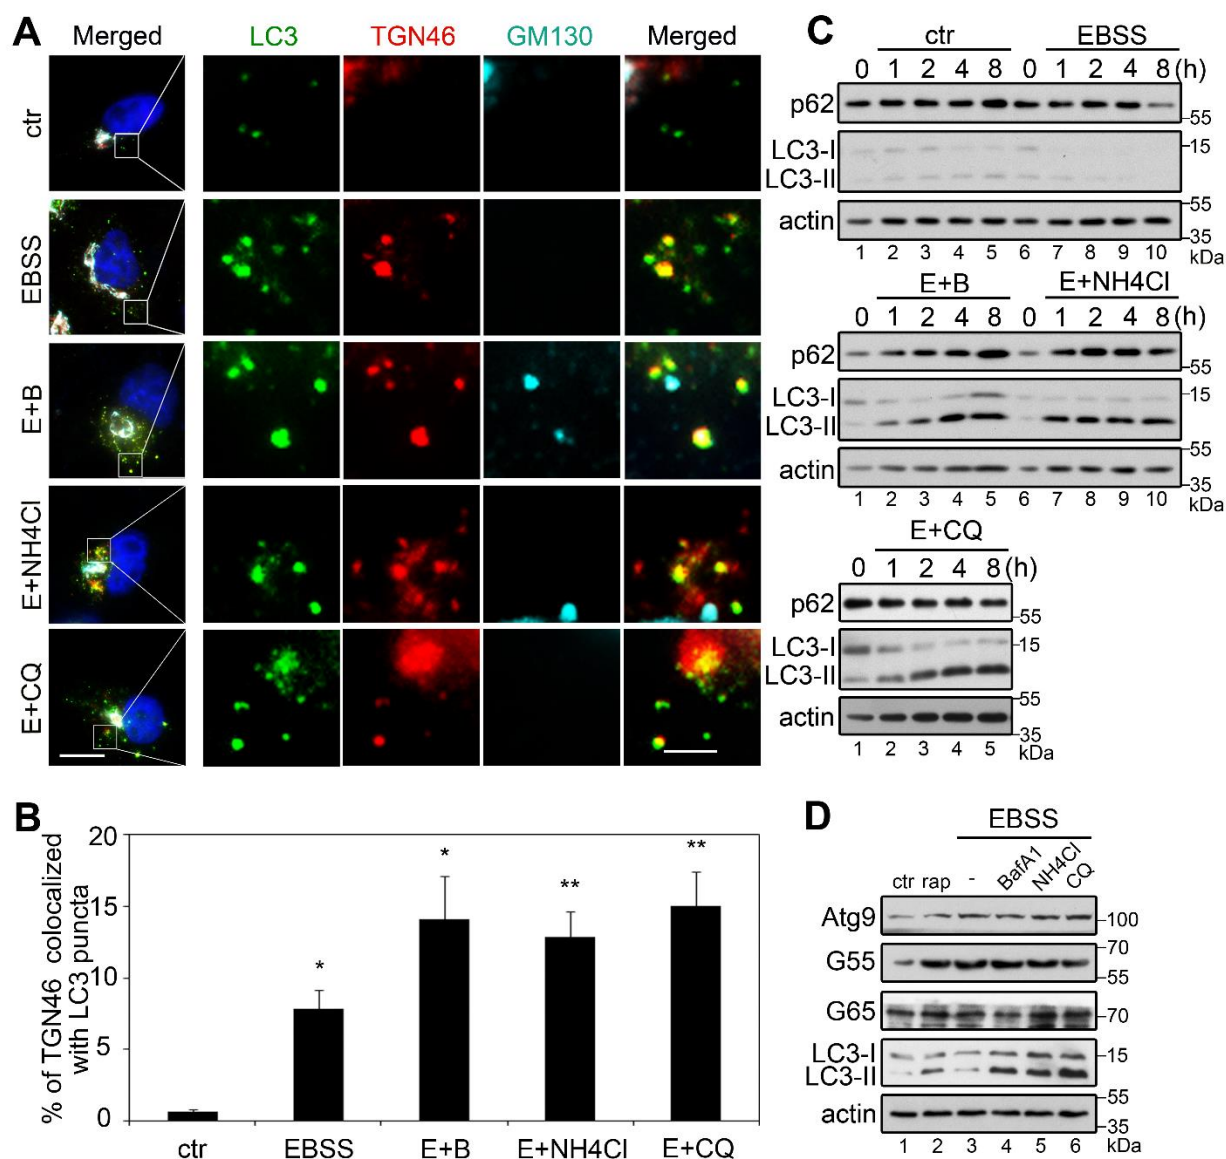 A
Merged LC3 TGN46 GM130 Merged
ctr
EBSS
E+B
E+NH4Cl
E+CQ
B
% of TGN46 colocalized
with LC3 puncta
20
15
10
5
0
* * ** **
ctr EBSS E+B E+NH4Cl E+CQ
C
ctr EBSS
0 1 2 4 8 0 1 2 4 8 (h)
p62
55
LC3-I 15
LC3-II
55
actin
35
1 2 3 4 5 6 7 8 9 10 kDa
E+B E+NH4Cl
0 1 2 4 8 0 1 2 4 8 (h)
p62
55
LC3-I 15
LC3-II
55
actin
35
1 2 3 4 5 6 7 8 9 10 kDa
E+CQ
0 1 2 4 8 (h)
p62
55
LC3-I 15
LC3-II
55
actin
35
1 2 3 4 5 kDa
D
EBSS
ctr rap - BafA1 NH4Cl CQ
Atg9 100
70
G55
55
G65 70
LC3-I 15
LC3-II
55
actin
35
1 2 3 4 5 6 kDa